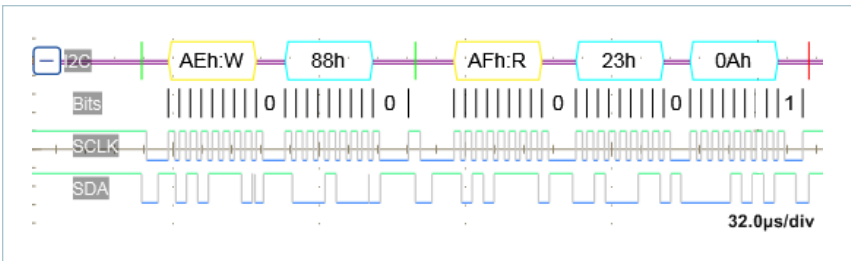 I2C AEh:W 88h AFh:R 23h 0Ah
Bits 0 0 0 0 1
SCLK
SDA
32.0µs/div